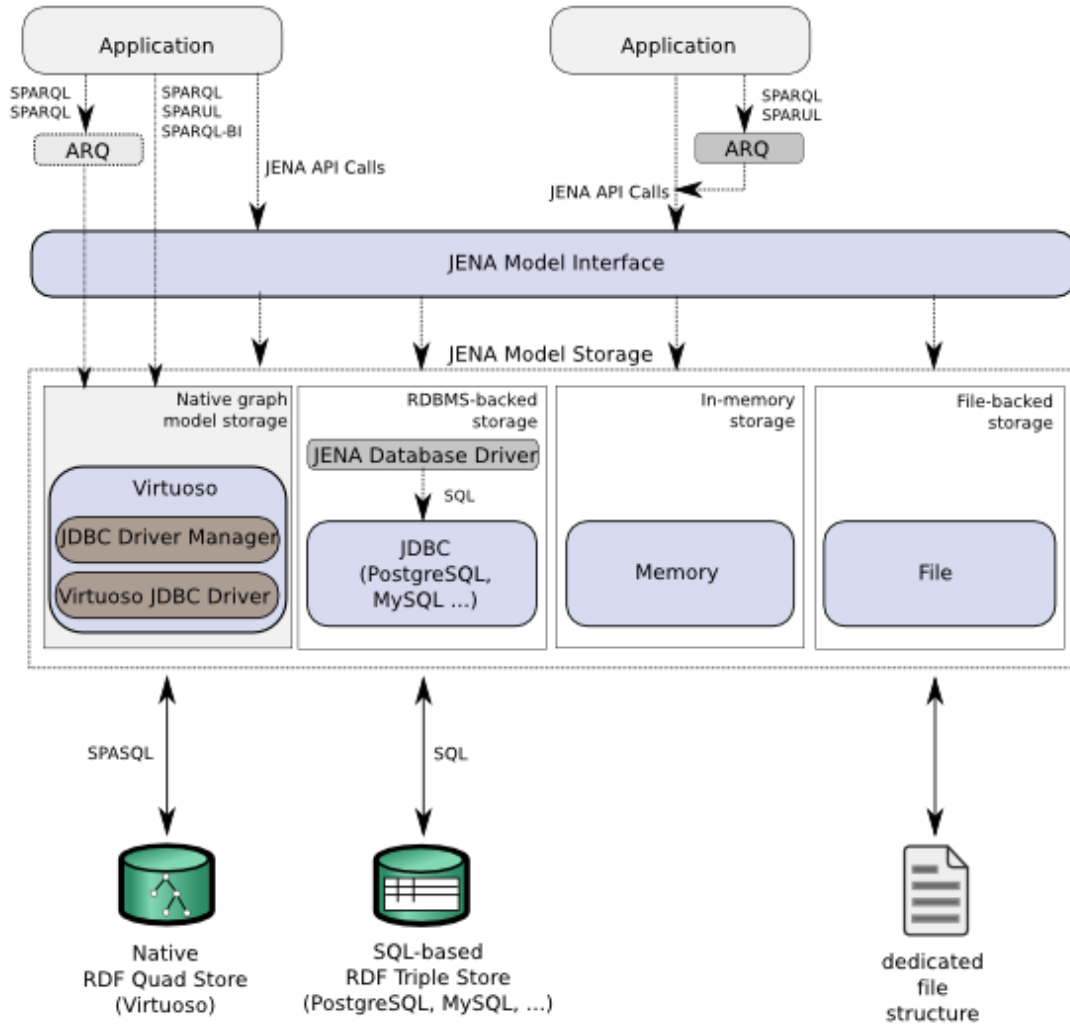 Application
Application
SPARQL
SPARQL
SPARQL
SPARUL
SPARQL-BI
SPARQL
SPARUL
ARQ
ARQ
JENA API Calls
JENA API Calls
JENA Model Interface
JENA Model Storage
Native graph
model storage
RDBMS-backed
storage
In-memory
storage
File-backed
storage
JENA Database Driver
SQL
Virtuoso
JDBC Driver Manager
Virtuoso JDBC Driver
JDBC
(PostgreSQL,
MySQL ...)
Memory
File
SPASQL
SQL
Native
RDF Quad Store
(Virtuoso)
SQL-based
RDF Triple Store
(PostgreSQL, MySQL, ...)
dedicated
file
structure